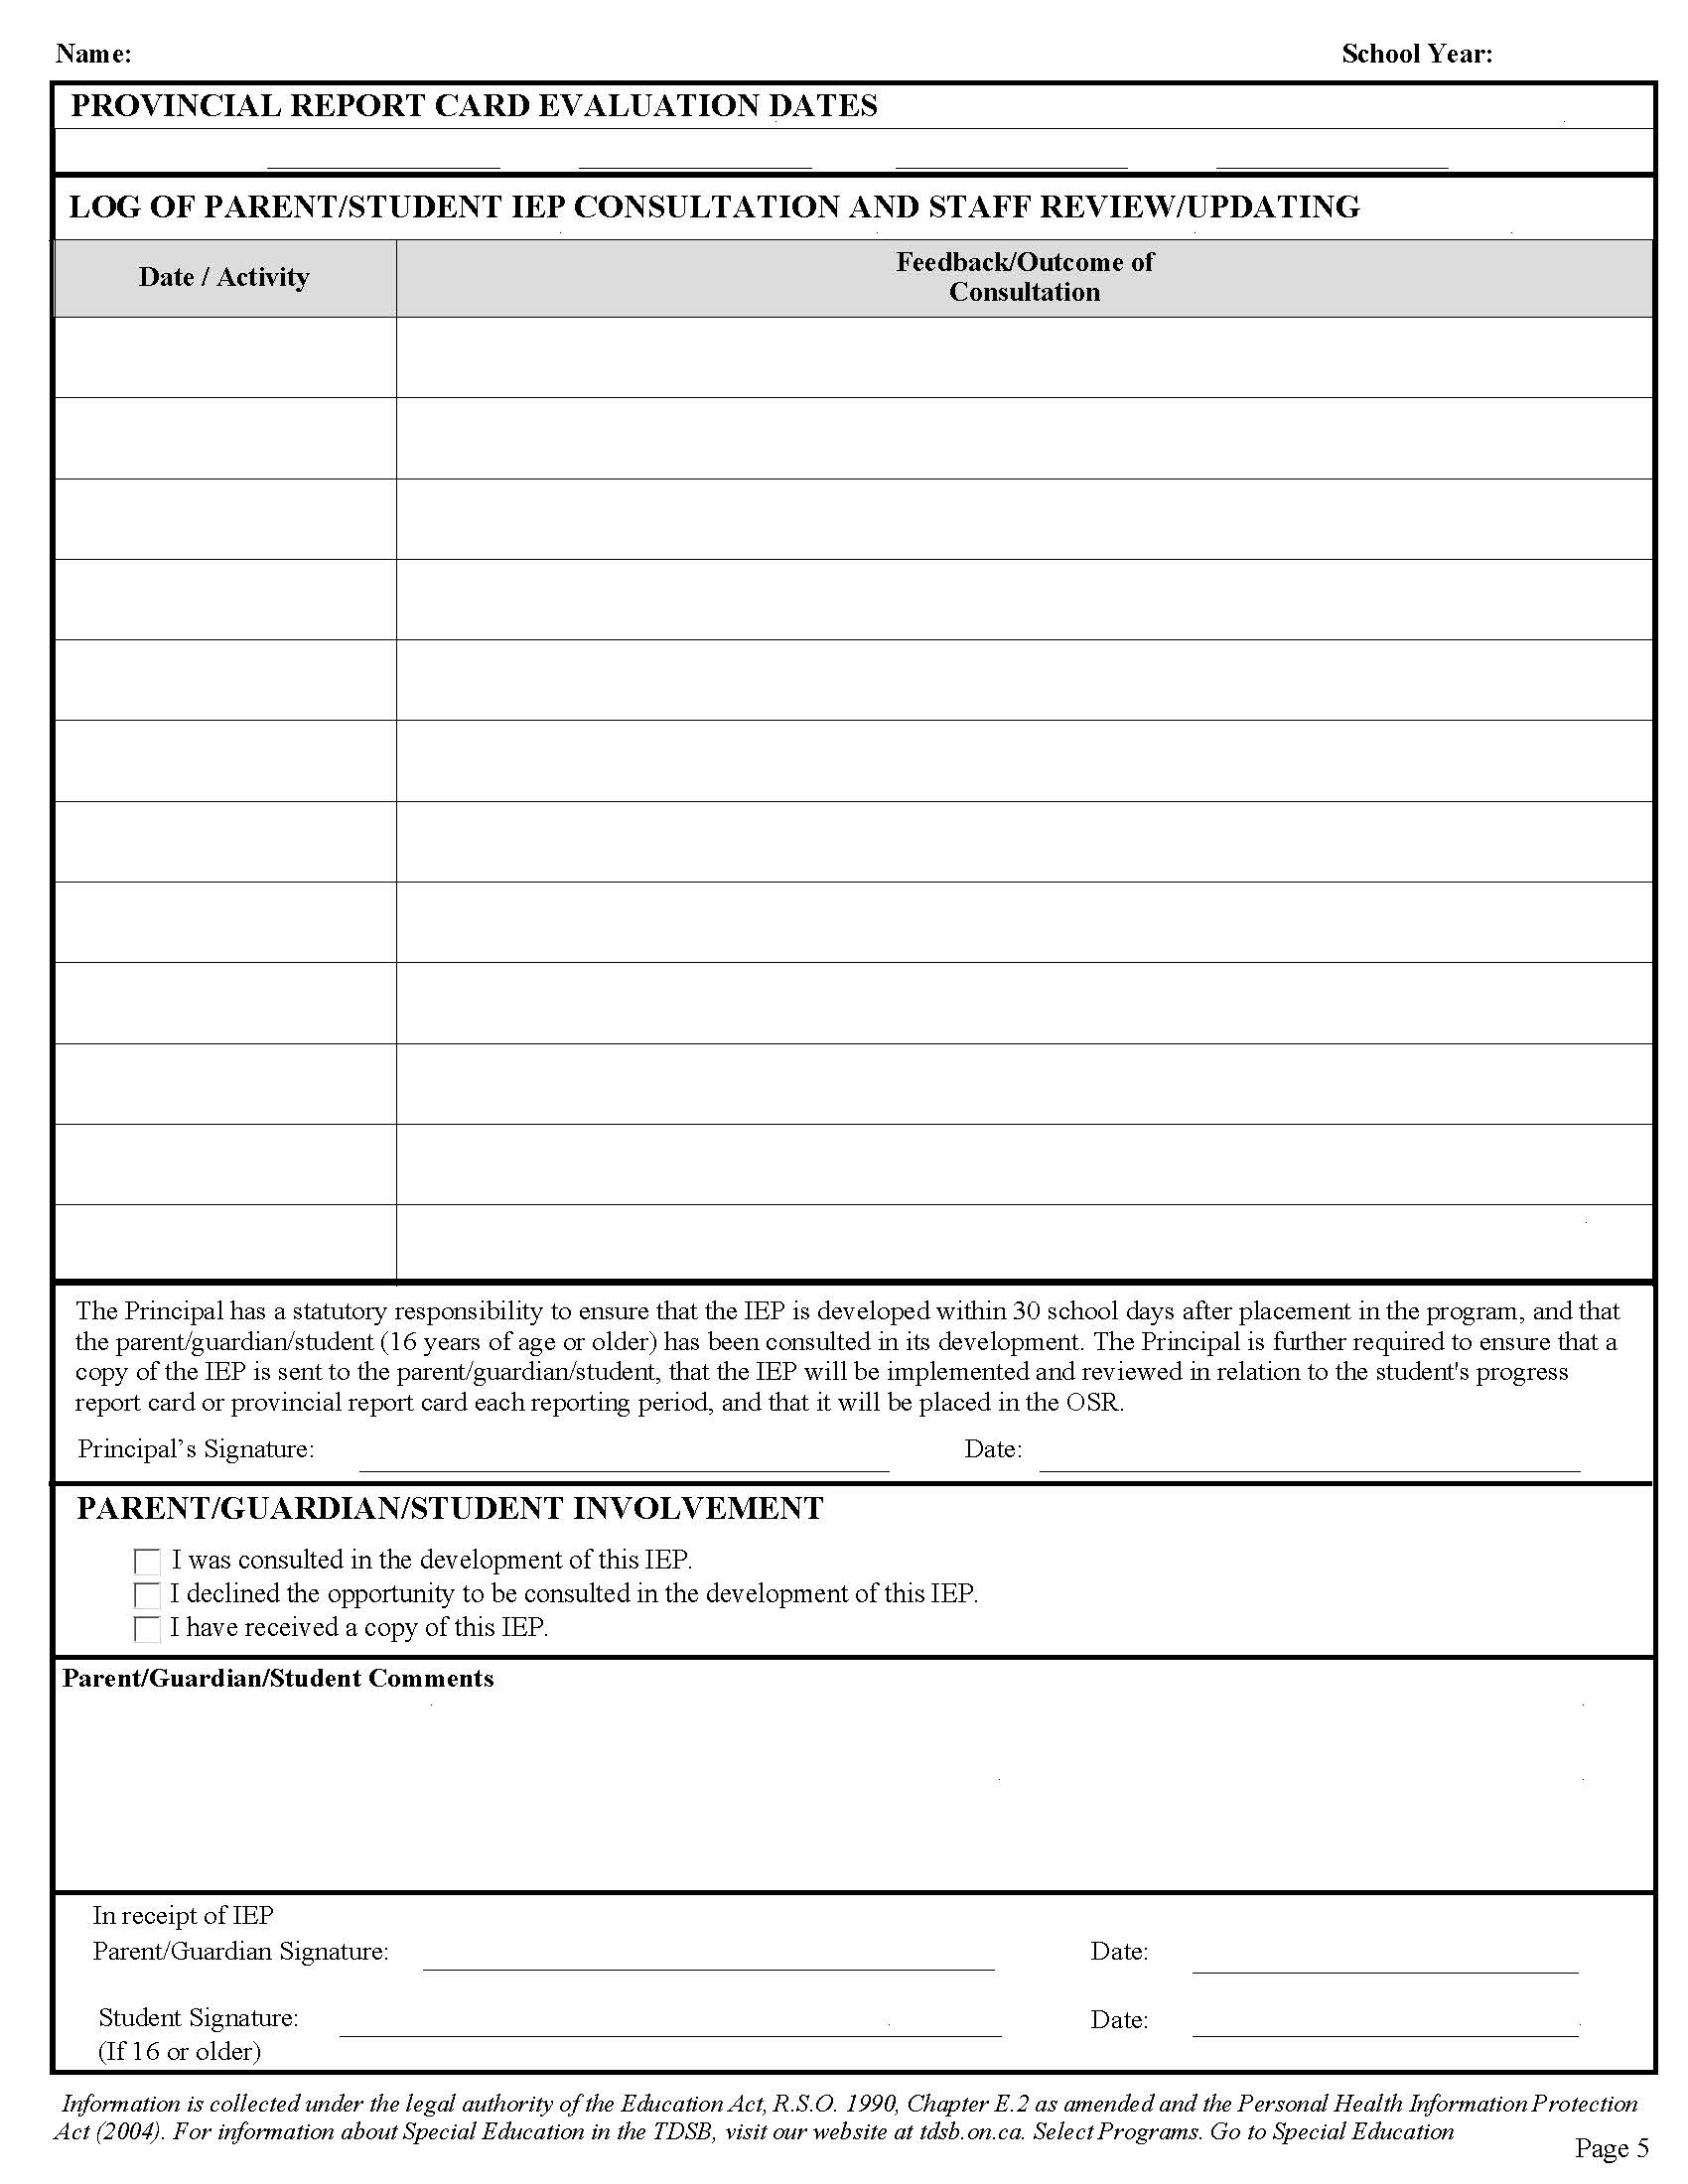 Name: School Year:
PROVINCIAL REPORT CARD EVALUATION DATES
LOG OF PARENT/STUDENT IEP CONSULTATION AND STAFF REVIEW/UPDATING
Date / Activity
Feedback/Outcome of
Consultation
The Principal has a statutory responsibility to ensure that the IEP is developed within 30 school days after placement in the program, and that
the parent/guardian/student (16 years of age or older) has been consulted in its development. The Principal is further required to ensure that a
copy of the IEP is sent to the parent/guardian/student, that the IEP will be implemented and reviewed in relation to the student's progress
report card or provincial report card each reporting period, and that it will be placed in the OSR.
Principal’s Signature: Date:
PARENT/GUARDIAN/STUDENT INVOLVEMENT
I was consulted in the development of this IEP.
I declined the opportunity to be consulted in the development of this IEP.
I have received a copy of this IEP.
Parent/Guardian/Student Comments
In receipt of IEP
Parent/Guardian Signature: Date:
Student Signature: Date:
(If 16 or older)
Information is collected under the legal authority of the Education Act, R.S.O. 1990, Chapter E.2 as amended and the Personal Health Information Protection
Act (2004). For information about Special Education in the TDSB, visit our website at tdsb.on.ca. Select Programs. Go to Special Education
Page 5